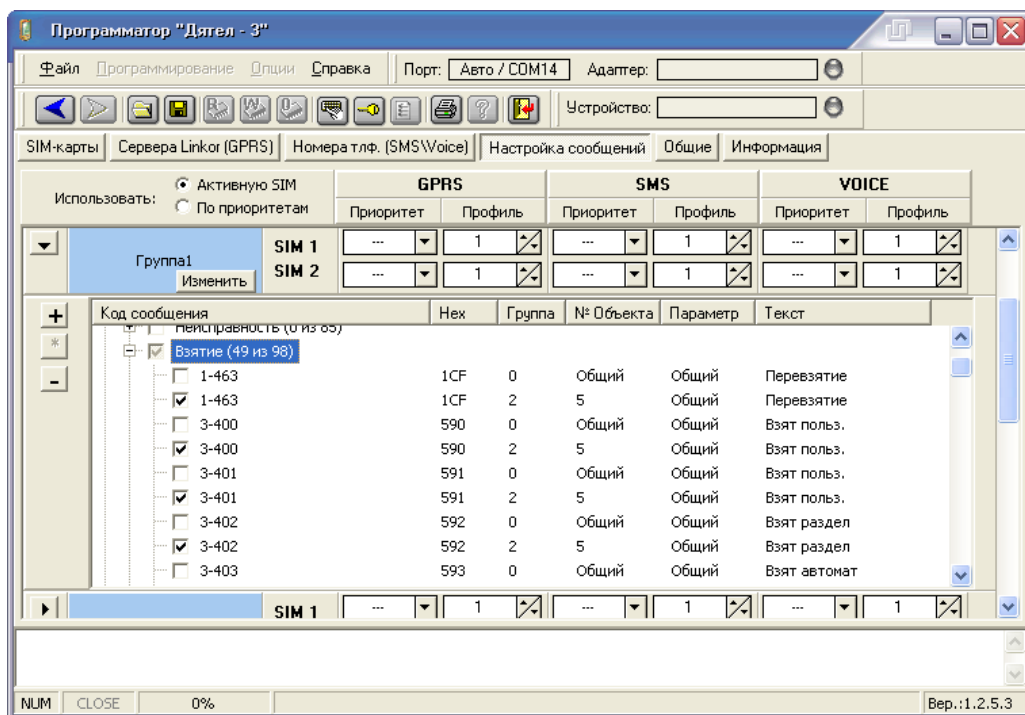 Программатор "Дятел - 3"
Файл Программирование Опции Справка Порт: Авто / COM14 Адаптер:
Устройство:
SIM-карты Сервера Linkor (GPRS) Номера тлф. (SMS\Voice) Настройка сообщений Общие Информация
Использовать: Активную SIM По приоритетам GPRS SMS VOICE
Приоритет Профиль Приоритет Профиль Приоритет Профиль
SIM 1 --- 1 --- 1 --- 1
Группа1 Изменить SIM 2 --- 1 --- 1 --- 1
Код сообщения Hex Группа № Объекта Параметр Текст
Неисправность (0 из 85)
Взятие (49 из 98)
1-463 1CF 0 Общий Общий Перевзятие
1-463 1CF 2 5 Общий Перевзятие
3-400 590 0 Общий Общий Взят польз.
3-400 590 2 5 Общий Взят польз.
3-401 591 0 Общий Общий Взят польз.
3-401 591 2 5 Общий Взят польз.
3-402 592 0 Общий Общий Взят раздел
3-402 592 2 5 Общий Взят раздел
3-403 593 0 Общий Общий Взят автомат
SIM 1 --- 1 --- 1 --- 1
NUM CLOSE 0% Вер.:1.2.5.3